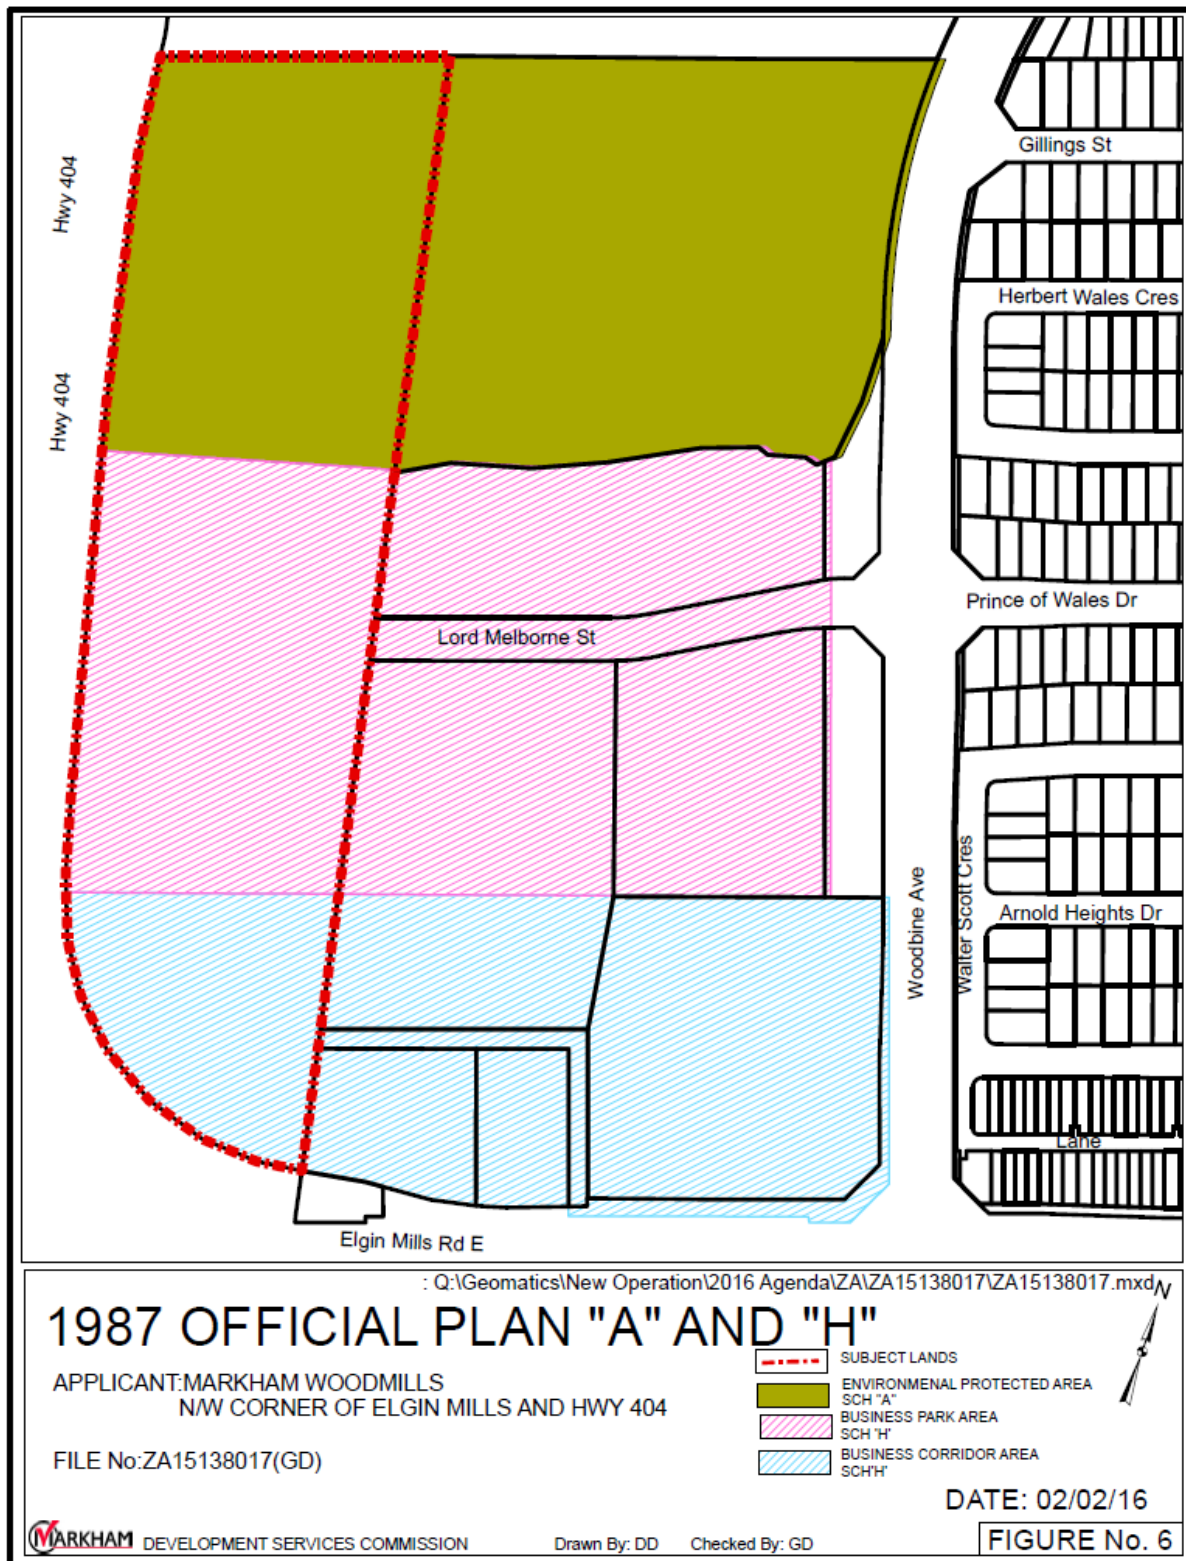 Gillings St
Hwy 404
Herbert Wales Cres
Hwy 404
Prince of Wales Dr
Lord Melborne St
Woodbine Ave
Walter Scott Cres
Arnold Heights Dr
Lane
Elgin Mills Rd E
: Q:\Geomatics\New Operation\2016 Agenda\ZA\ZA15138017\ZA15138017.mxd
N
1987 OFFICIAL PLAN "A" AND "H"
APPLICANT:MARKHAM WOODMILLS
N/W CORNER OF ELGIN MILLS AND HWY 404
FILE No:ZA15138017(GD)
SUBJECT LANDS
ENVIRONMENAL PROTECTED AREA
SCH "A"
BUSINESS PARK AREA
SCH 'H'
BUSINESS CORRIDOR AREA
SCH'H'
DATE: 02/02/16
MARKHAM DEVELOPMENT SERVICES COMMISSION
Drawn By: DD
Checked By: GD
FIGURE No. 6